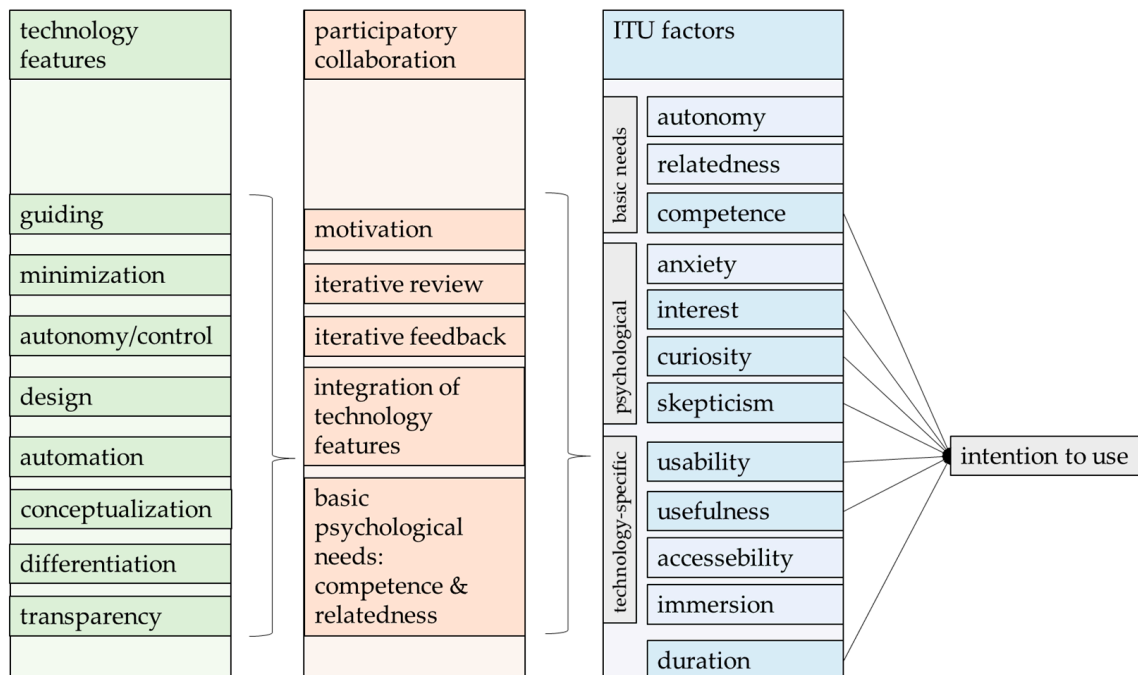 technology
features
guiding
minimization
autonomy/control
design
automation
conceptualization
differentiation
transparency
participatory
collaboration
motivation
iterative review
iterative feedback
integration of
technology
features
basic
psychological
needs:
competence &
relatedness
ITU factors
basic needs
autonomy
relatedness
competence
psychological
anxiety
interest
curiosity
skepticism
technology-specific
usability
usefulness
accessebility
immersion
duration
intention to use